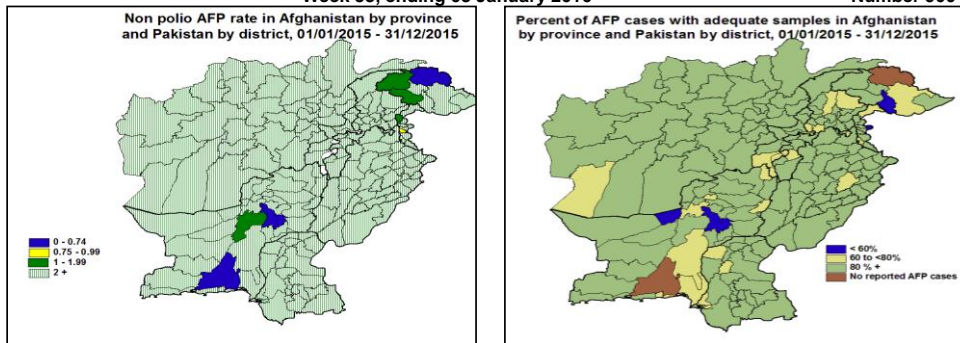 Non polio AFP rate in Afghanistan by province
and Pakistan by district, 01/01/2015 - 31/12/2015
0 - 0.74
0.75 - 0.99
1 - 1.99
2 +
Percent of AFP cases with adequate samples in Afghanistan
by province and Pakistan by district, 01/01/2015 - 31/12/2015
< 60%
60 to <80%
80 % +
No reported AFP cases